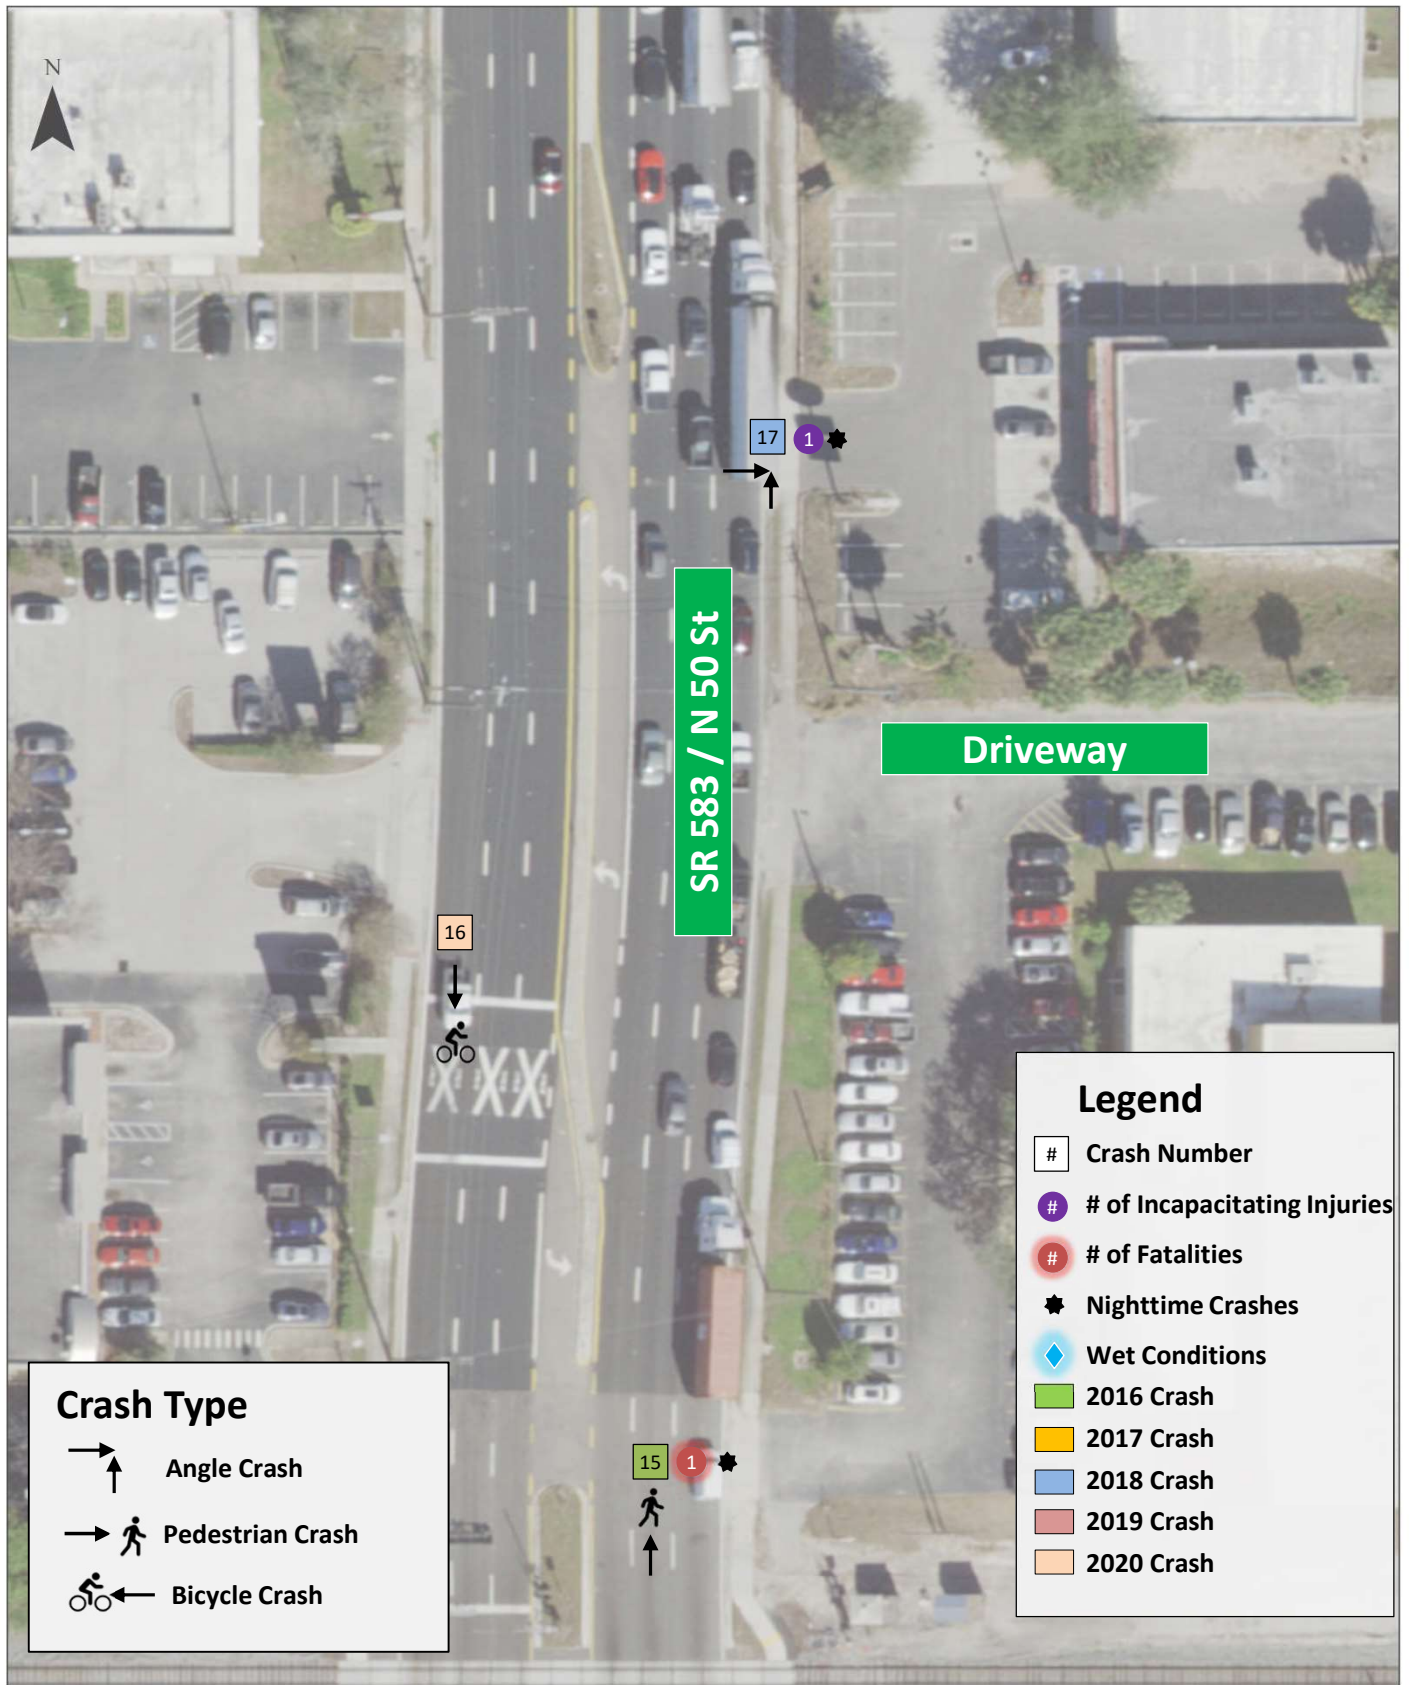 N
17
1
SR 583 / N 50 St
Driveway
16
15
1
Legend
# Crash Number
# # of Incapacitating Injuries
# # of Fatalities
Nighttime Crashes
Wet Conditions
2016 Crash
2017 Crash
2018 Crash
2019 Crash
2020 Crash
Crash Type
Angle Crash
Pedestrian Crash
Bicycle Crash